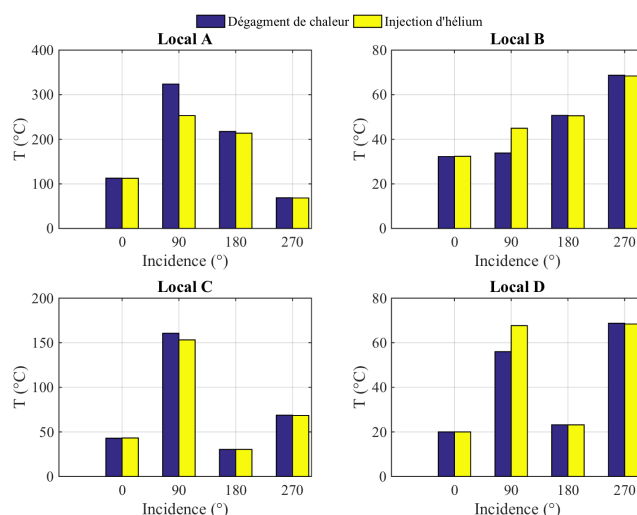 Dégagment de chaleur Injection d'hélium
Local A
400
300
200
100
0
T (°C)
0 90 180 270
Incidence (°)
Local B
80
60
40
20
0
T (°C)
0 90 180 270
Incidence (°)
Local C
200
150
100
50
0
T (°C)
0 90 180 270
Incidence (°)
Local D
80
60
40
20
0
T (°C)
0 90 180 270
Incidence (°)